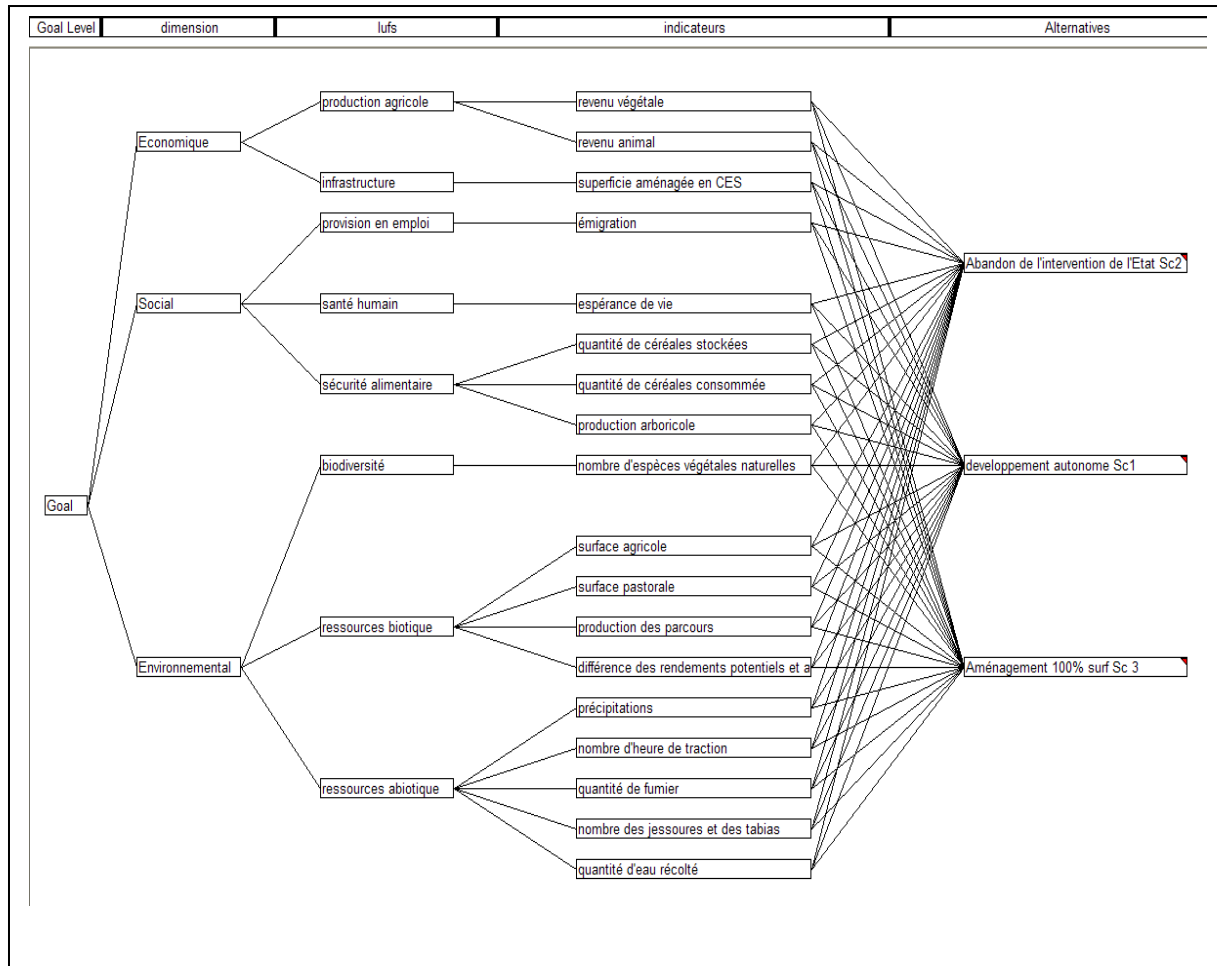 Goal Level
dimension
lufs
indicateurs
Alternatives
production agricole
revenu végétale
Economique
revenu animal
infrastructure
superficie aménagée en CES
provision en emploi
émigration
Abandon de l'intervention de l'Etat Sc2
Social
santé humain
espérance de vie
quantité de céréales stockées
sécurité alimentaire
quantité de céréales consommée
production arboricole
biodiversité
nombre d'espèces végétales naturelles
developpement autonome Sc1
Goal
surface agricole
surface pastorale
ressources biotique
production des parcours
Environnemental
différence des rendements potentiels et a
Aménagement 100% surf Sc 3
précipitations
nombre d'heure de traction
ressources abiotique
quantité de fumier
nombre des jessoures et des tabias
quantité d'eau récolté